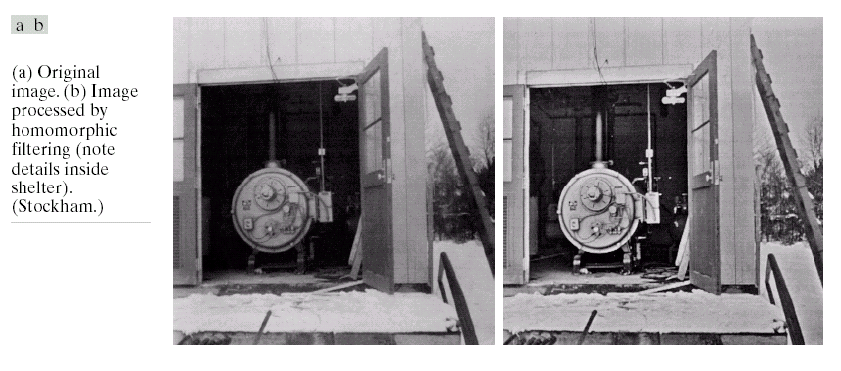 a b
(a) Original
image. (b) Image
processed by
homomorphic
filtering (note
details inside
shelter).
(Stockham.)